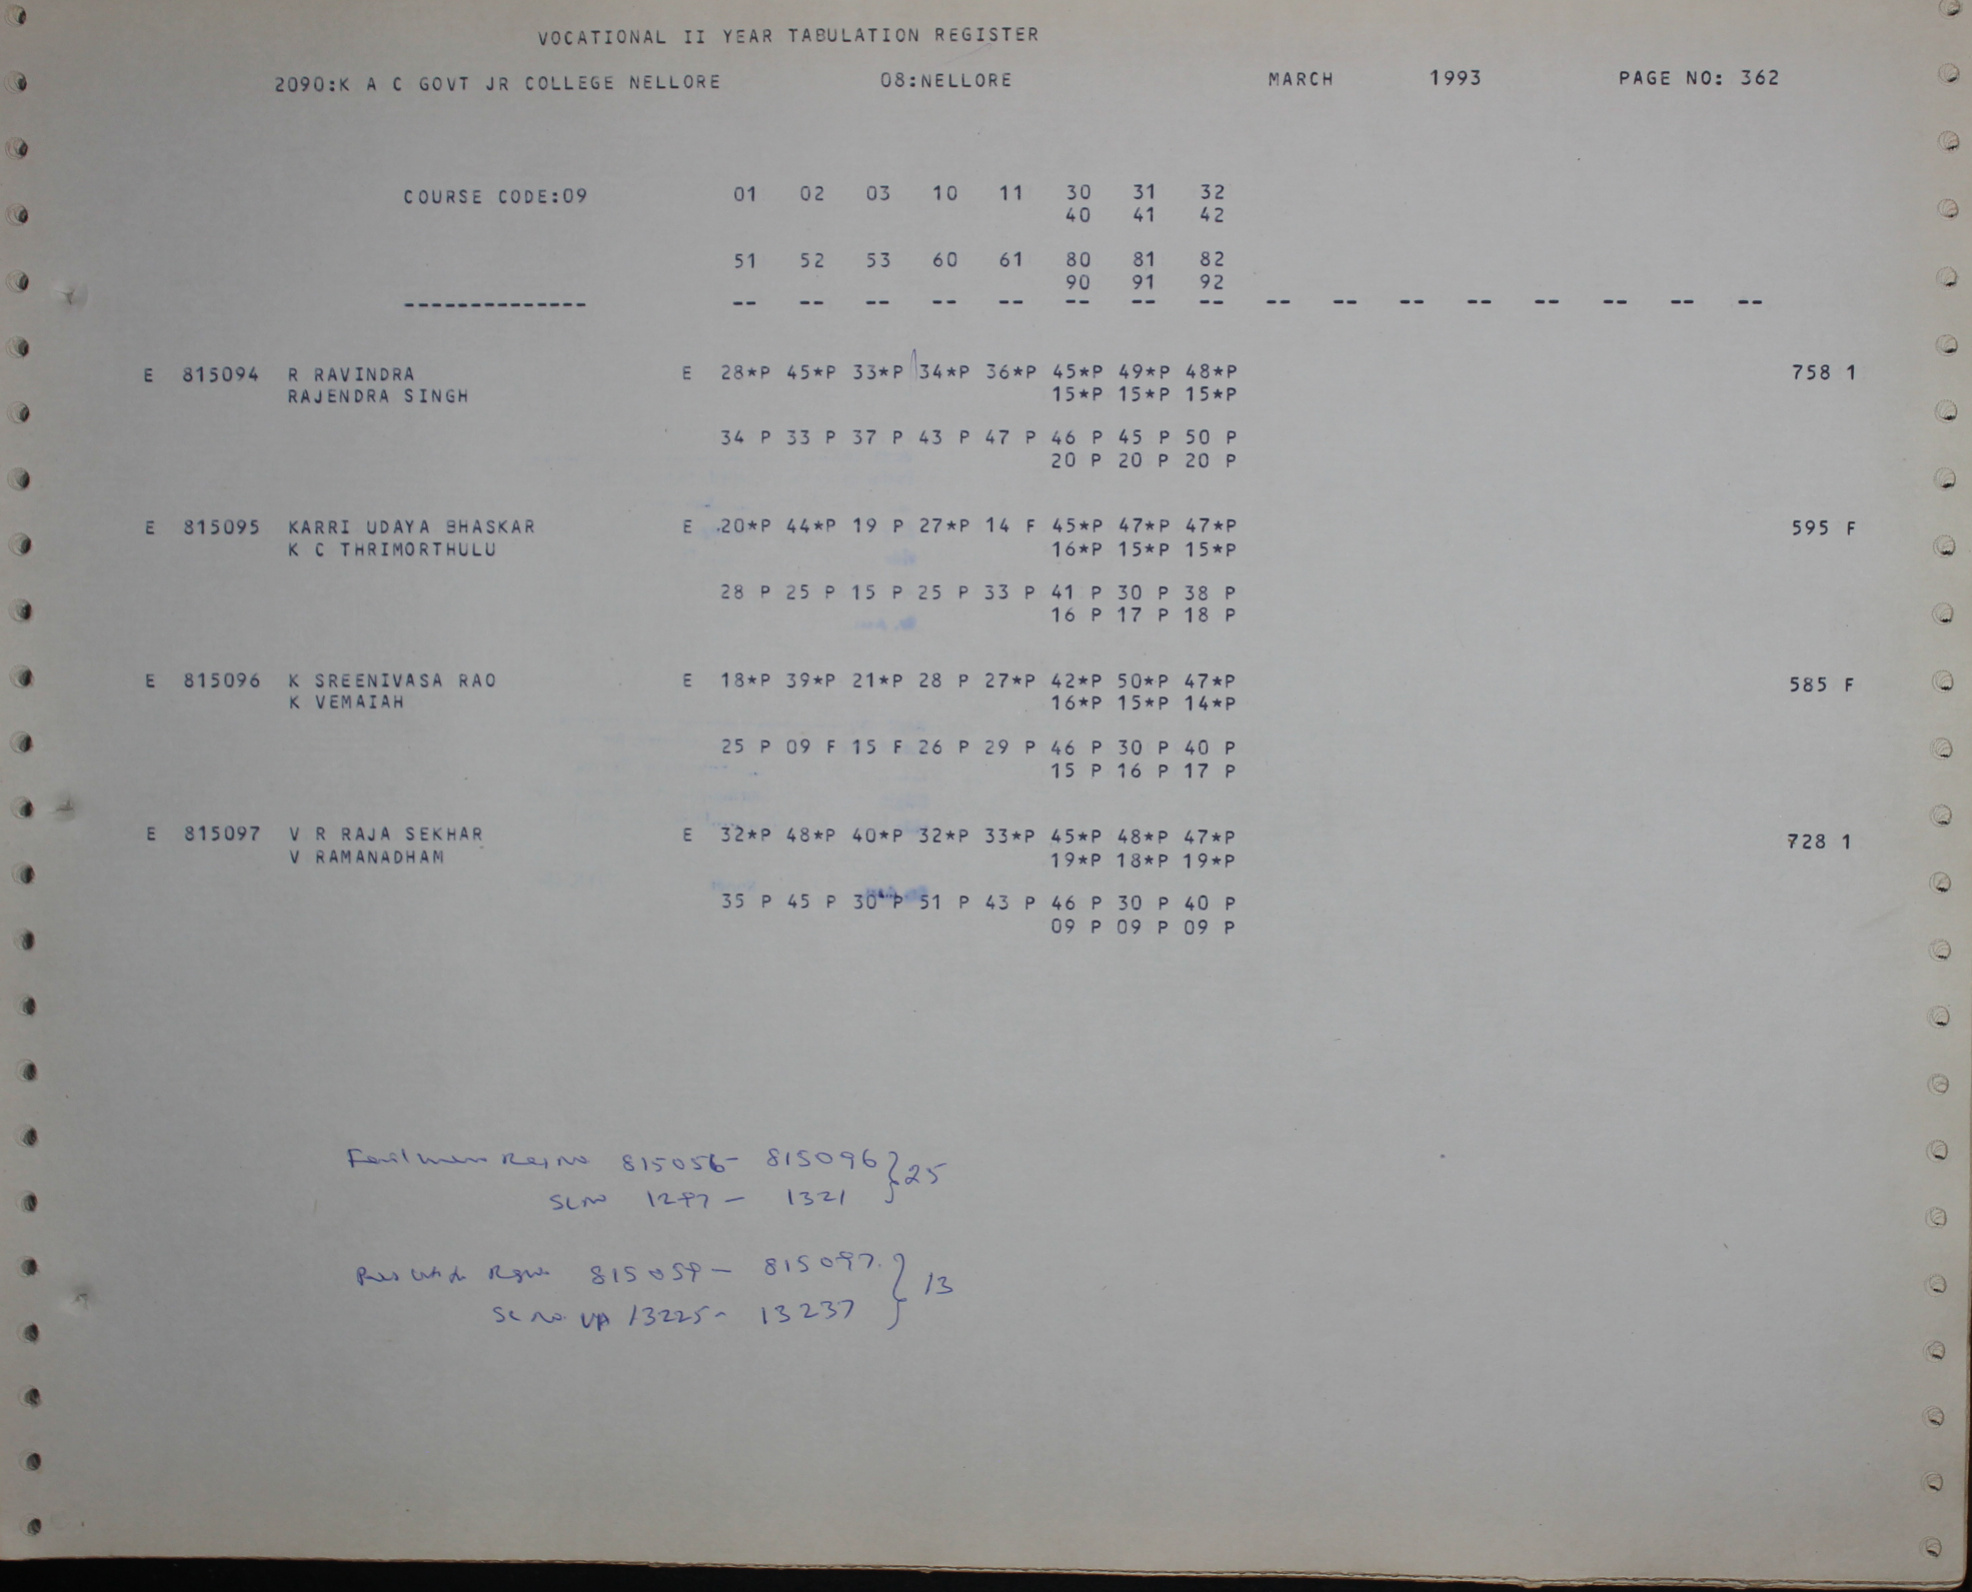 VOCATIONAL II YEAR TABULATION REGISTER
2090:K A C GOVT JR COLLEGE NELLORE 08:NELLORE MARCH 1993 PAGE NO: 362
COURSE CODE:09 01 02 03 10 11 30 31 32
40 41 42
51 52 53 60 61 80 81 82
90 91 92
-------------- -- -- -- -- -- -- -- -- -- -- -- -- -- -- -- --
E 815094 R RAVINDRA E 28*P 45*P 33*P 34*P 36*P 45*P 49*P 48*P 758 1
RAJENDRA SINGH 15*P 15*P 15*P
34 P 33 P 37 P 43 P 47 P 46 P 45 P 50 P
20 P 20 P 20 P
E 815095 KARRI UDAYA BHASKAR E 20*P 44*P 19 P 27*P 14 F 45*P 47*P 47*P 595 F
K C THRIMORTHULU 16*P 15*P 15*P
28 P 25 P 15 P 25 P 33 P 41 P 30 P 38 P
16 P 17 P 18 P
E 815096 K SREENIVASA RAO E 18*P 39*P 21*P 28 P 27*P 42*P 50*P 47*P 585 F
K VEMAIAH 16*P 15*P 14*P
25 P 09 F 15 F 26 P 29 P 46 P 30 P 40 P
15 P 16 P 17 P
E 815097 V R RAJA SEKHAR E 32*P 48*P 40*P 32*P 33*P 45*P 48*P 47*P 728 1
V RAMANADHAM 19*P 18*P 19*P
35 P 45 P 30 P 51 P 43 P 46 P 30 P 40 P
09 P 09 P 09 P
815056 - 815096 } 25
Sl no 1297 - 1321
815059 - 815097 } 13
Sl no VA 13225 - 13237